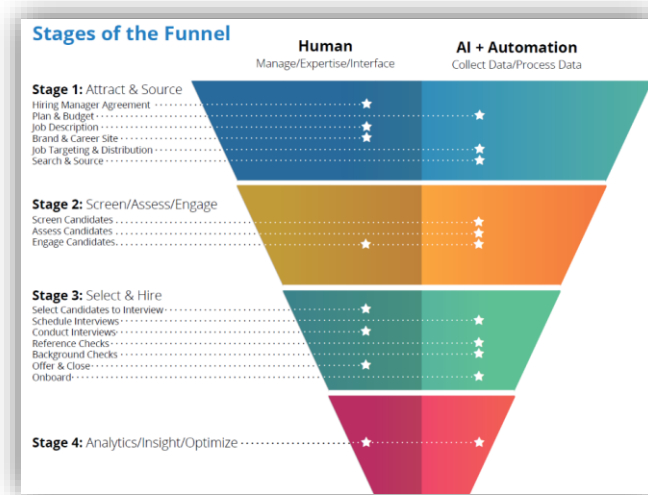 Stages of the Funnel
Human
Manage/Expertise/Interface
AI + Automation
Collect Data/Process Data
Stage 1: Attract & Source
Hiring Manager Agreement
Plan & Budget
Job Description
Brand & Career Site
Job Targeting & Distribution
Search & Source
Stage 2: Screen/Assess/Engage
Screen Candidates
Assess Candidates
Engage Candidates
Stage 3: Select & Hire
Select Candidates to Interview
Schedule Interviews
Conduct Interviews
Reference Checks
Background Checks
Offer & Close
Onboard
Stage 4: Analytics/Insight/Optimize